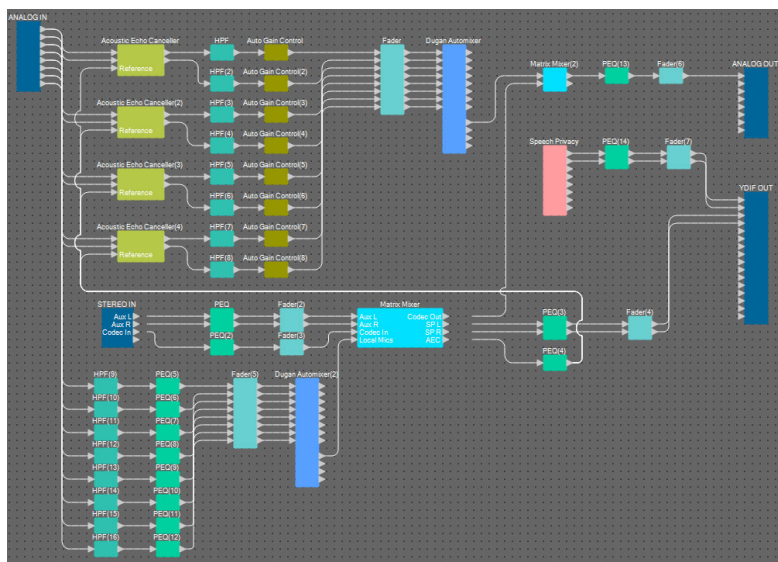 ANALOG IN
Acoustic Echo Canceller
HPF
Auto Gain Control
Fader
Dugan Automixer
Reference
HPF(2)
Auto Gain Control(2)
Matrix Mixer(2)
PEQ(13)
Fader(6)
ANALOG OUT
Acoustic Echo Canceller(2)
HPF(3)
Auto Gain Control(3)
Reference
HPF(4)
Auto Gain Control(4)
Speech Privacy
PEQ(14)
Fader(7)
Acoustic Echo Canceller(3)
HPF(5)
Auto Gain Control(5)
YDIF OUT
Reference
HPF(6)
Auto Gain Control(6)
Acoustic Echo Canceller(4)
HPF(7)
Auto Gain Control(7)
Reference
HPF(8)
Auto Gain Control(8)
STEREO IN
PEQ
Fader(2)
Matrix Mixer
PEQ(3)
Fader(4)
Aux L
Aux R
Codec In
Aux L
Aux R
Codec In
Local Mics
Codec Out
SP L
SP R
AEC
PEQ(2)
Fader(3)
PEQ(4)
HPF(9)
PEQ(5)
Fader(5)
Dugan Automixer(2)
HPF(10)
PEQ(6)
HPF(11)
PEQ(7)
HPF(12)
PEQ(8)
HPF(13)
PEQ(9)
HPF(14)
PEQ(10)
HPF(15)
PEQ(11)
HPF(16)
PEQ(12)